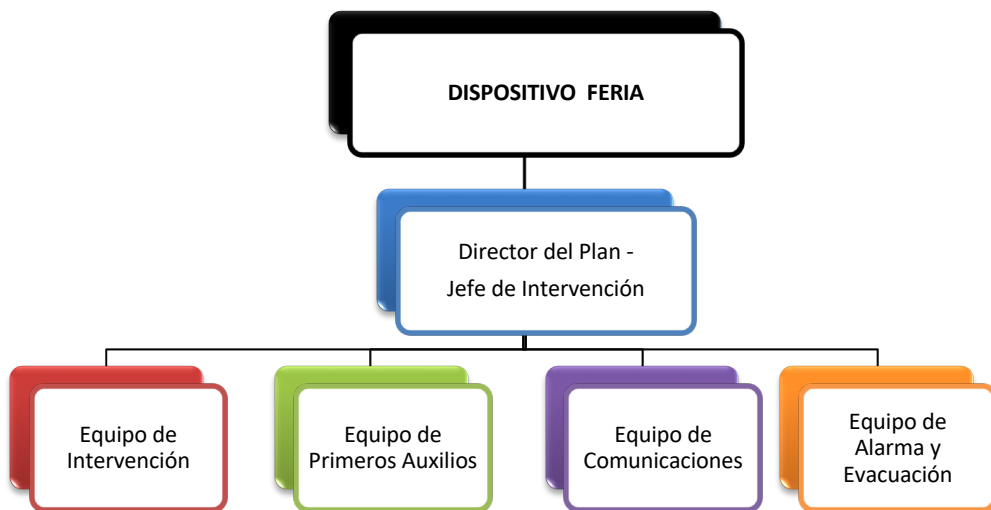 DISPOSITIVO FERIA
Director del Plan -
Jefe de Intervención
Equipo de
Intervención
Equipo de
Primeros Auxilios
Equipo de
Comunicaciones
Equipo de
Alarma y
Evacuación